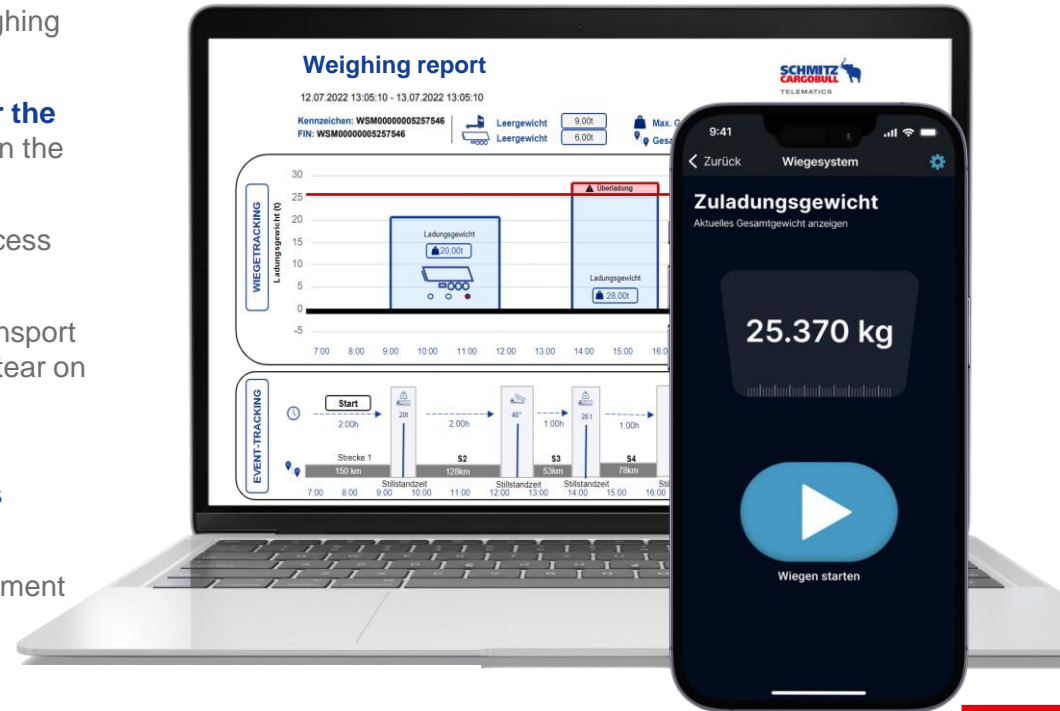 r the
n the
cess
nsport
tear on
ment
Weighing report
SCHMITZ
CARGOBULL
TELEMATICS
12.07.2022 13:05:10 - 13.07.2022 13:05:10
Kennzeichen: WSM00000005257546
FIN: WSM00000005257546
Leergewicht 9,00t
Leergewicht 6,00t
Max. G
Gesa
WIEGETRACKING
Ladungsgewicht (t)
30
25
20
15
10
5
0
-5
Ladungsgewicht
20,00t
Überladung
Ladungsgewicht
28,00t
7:00 8:00 9:00 10:00 11:00 12:00 13:00 14:00 15:00 16:0
EVENT-TRACKING
Start
2:00h 20t 2:00h 46° 1:00h 28 t 1:00h
Strecke 1 S2 S3 S4
150 km 128km 53km 78km
Stillstandzeit Stillstandzeit Stillstandzeit Sti
7:00 8:00 9:00 10:00 11:00 12:00 13:00 14:00 15:00 16:00
9:41
Zurück Wiegesystem
Zuladungsgewicht
Aktuelles Gesamtgewicht anzeigen
25.370 kg
Wiegen starten